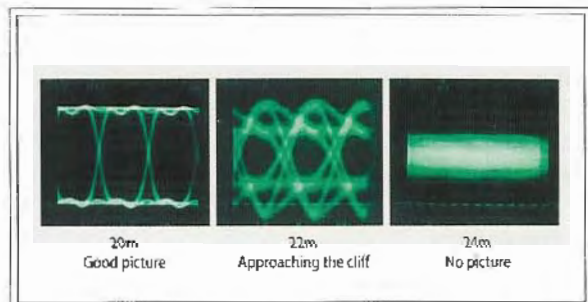 20m
22m
24m
Good picture
Approaching the cliff
No picture